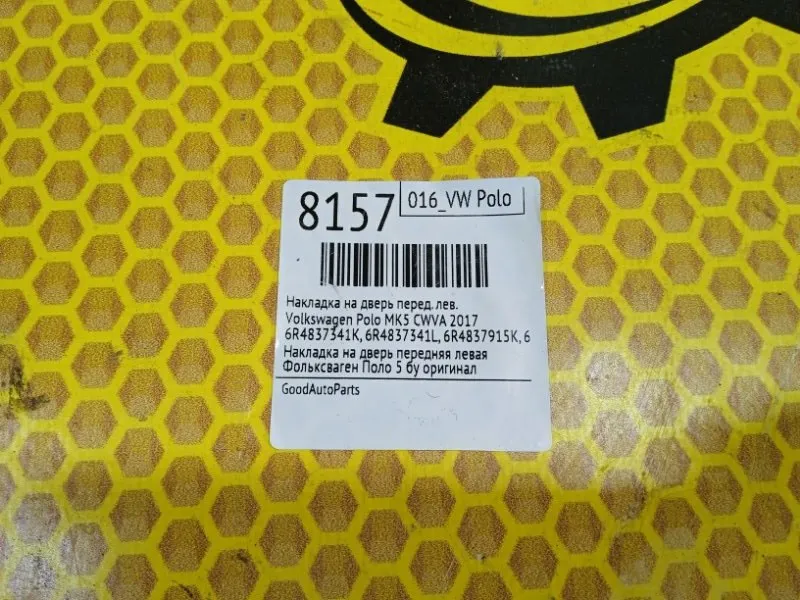 8157
016_VW Polo
Накладка на дверь перед. лев.
Volkswagen Polo MK5 CWVA 2017
6R4837341K, 6R4837341L, 6R4837915K, 6
Накладка на дверь передняя левая
Фольксваген Поло 5 бу оригинал
GoodAutoParts